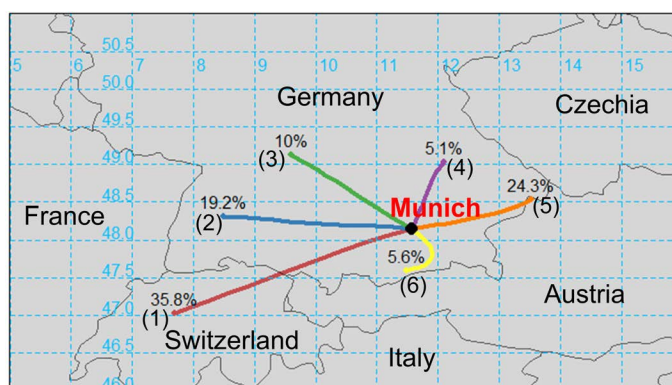 5 6 7 8 9 10 11 12 13 14 15
50.5
50.0
Germany
Czechia
49.5
10%
(3)
5.1%
(4)
49.0
24.3%
(5)
48.5
19.2%
(2)
Munich
France
48.0
5.6%
(6)
47.5
35.8%
(1)
47.0
Austria
Switzerland
46.5
Italy
46.0